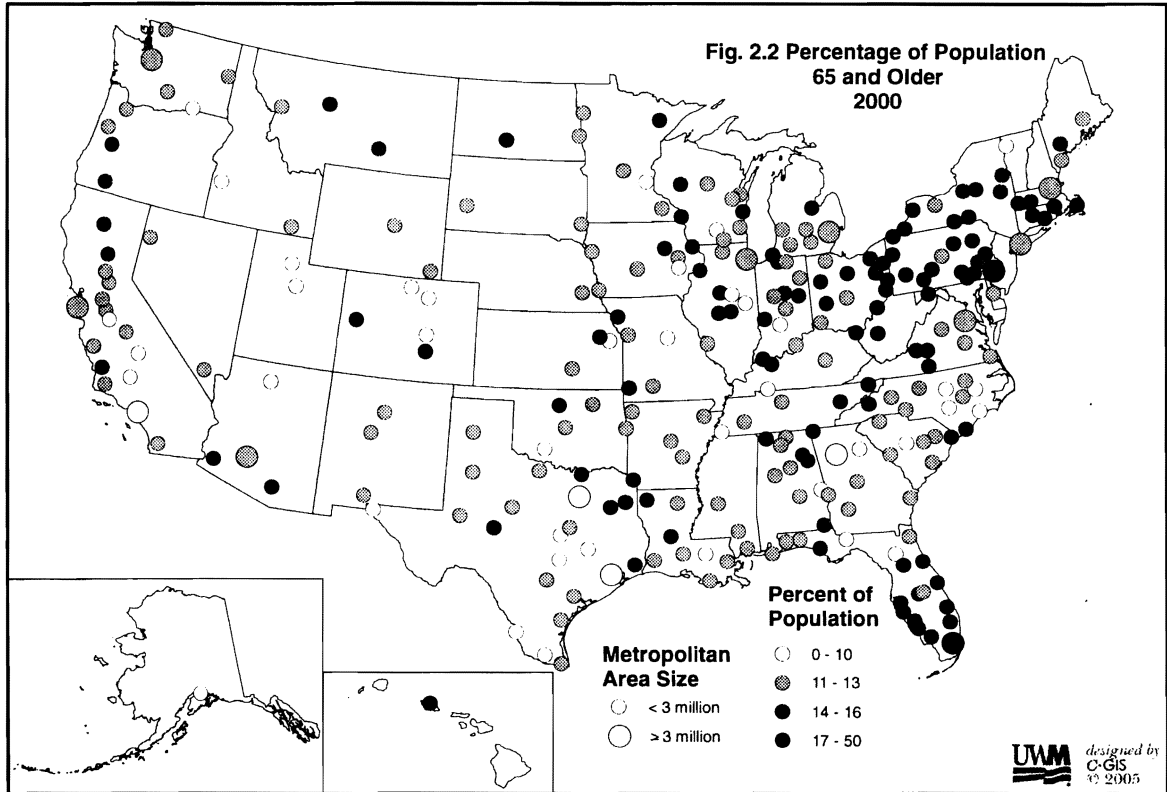 Fig. 2.2 Percentage of Population
65 and Older
2000
Metropolitan
Area Size
< 3 million
≥ 3 million
Percent of
Population
0 - 10
11 - 13
14 - 16
17 - 50
UWM
designed by
C·GIS
© 2005